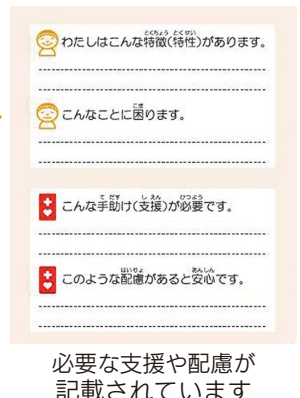 わたしはこんな特徴(特性)があります。
こんなことに困ります。
こんな手助け(支援)が必要です。
このような配慮があると安心です。
必要な支援や配慮が
記載されています